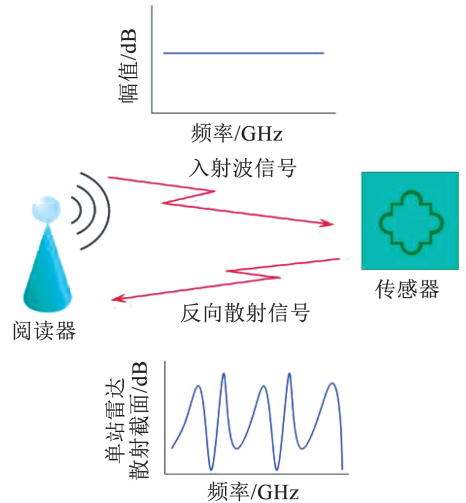 幅值/dB
频率/GHz
入射波信号
传感器
反向散射信号
阅读器
单站雷达
散射截面/dB
频率/GHz